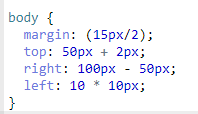 body {
  margin: (15px/2);
  top: 50px + 2px;
  right: 100px - 50px;
  left: 10 * 10px;
}